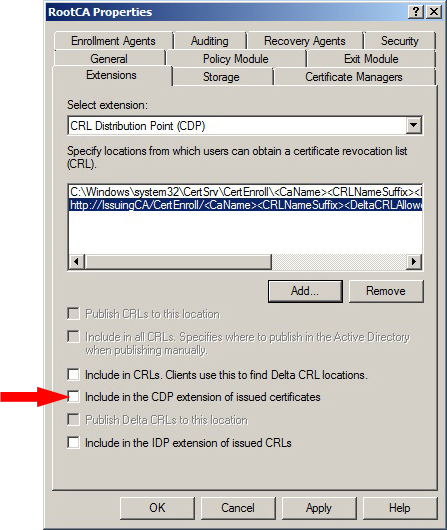 RootCA Properties
Enrollment Agents Auditing Recovery Agents Security
General Policy Module Exit Module
Extensions Storage Certificate Managers
Select extension:
CRL Distribution Point (CDP)
Specify locations from which users can obtain a certificate revocation list
(CRL).
C:\Windows\system32\CertSrv\CertEnroll\<CaName><CRLNameSuffix><D
http://IssuingCA/CertEnroll/<CaName><CRLNameSuffix><DeltaCRLAllowe
Add... Remove
Publish CRLs to this location
Include in all CRLs. Specifies where to publish in the Active Directory
when publishing manually.
Include in CRLs. Clients use this to find Delta CRL locations.
Include in the CDP extension of issued certificates
Publish Delta CRLs to this location
Include in the IDP extension of issued CRLs
OK Cancel Apply Help